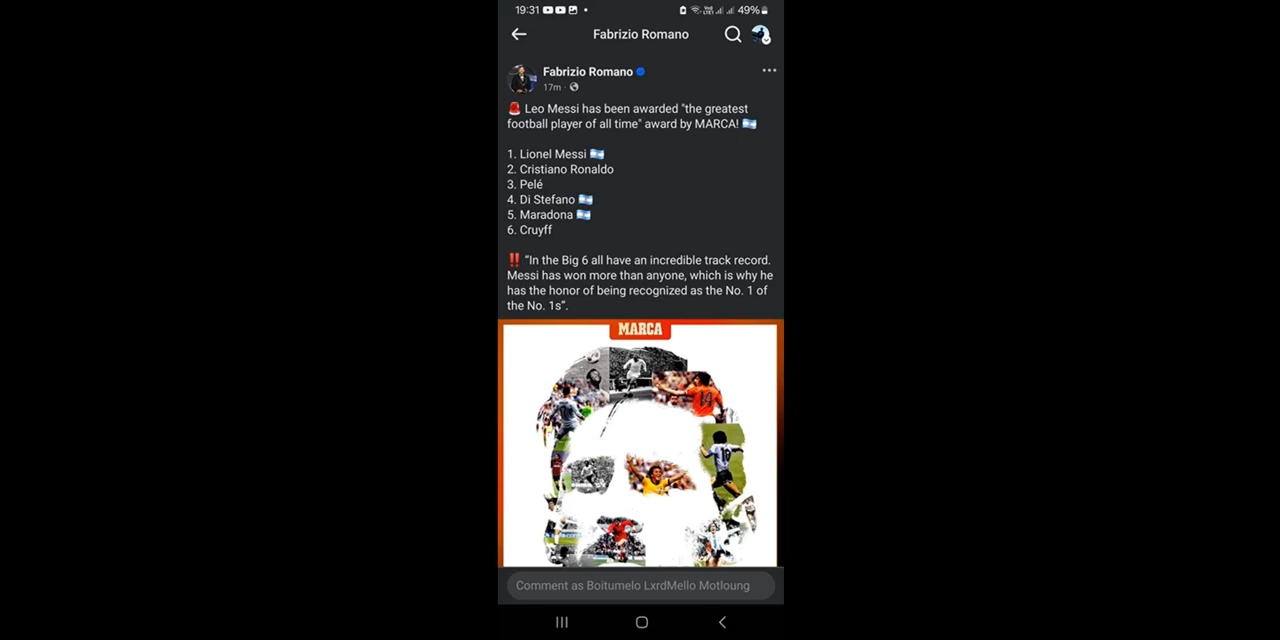 19:31
49%
Fabrizio Romano
Fabrizio Romano
17m ·
🚨 Leo Messi has been awarded "the greatest
football player of all time" award by MARCA! 🇦🇷
1. Lionel Messi 🇦🇷
2. Cristiano Ronaldo
3. Pelé
4. Di Stefano 🇦🇷
5. Maradona 🇦🇷
6. Cruyff
‼️ “In the Big 6 all have an incredible track record.
Messi has won more than anyone, which is why he
has the honor of being recognized as the No. 1 of
the No. 1s”.
MARCA
14
10
Comment as Boitumelo LxrdMello Motloung